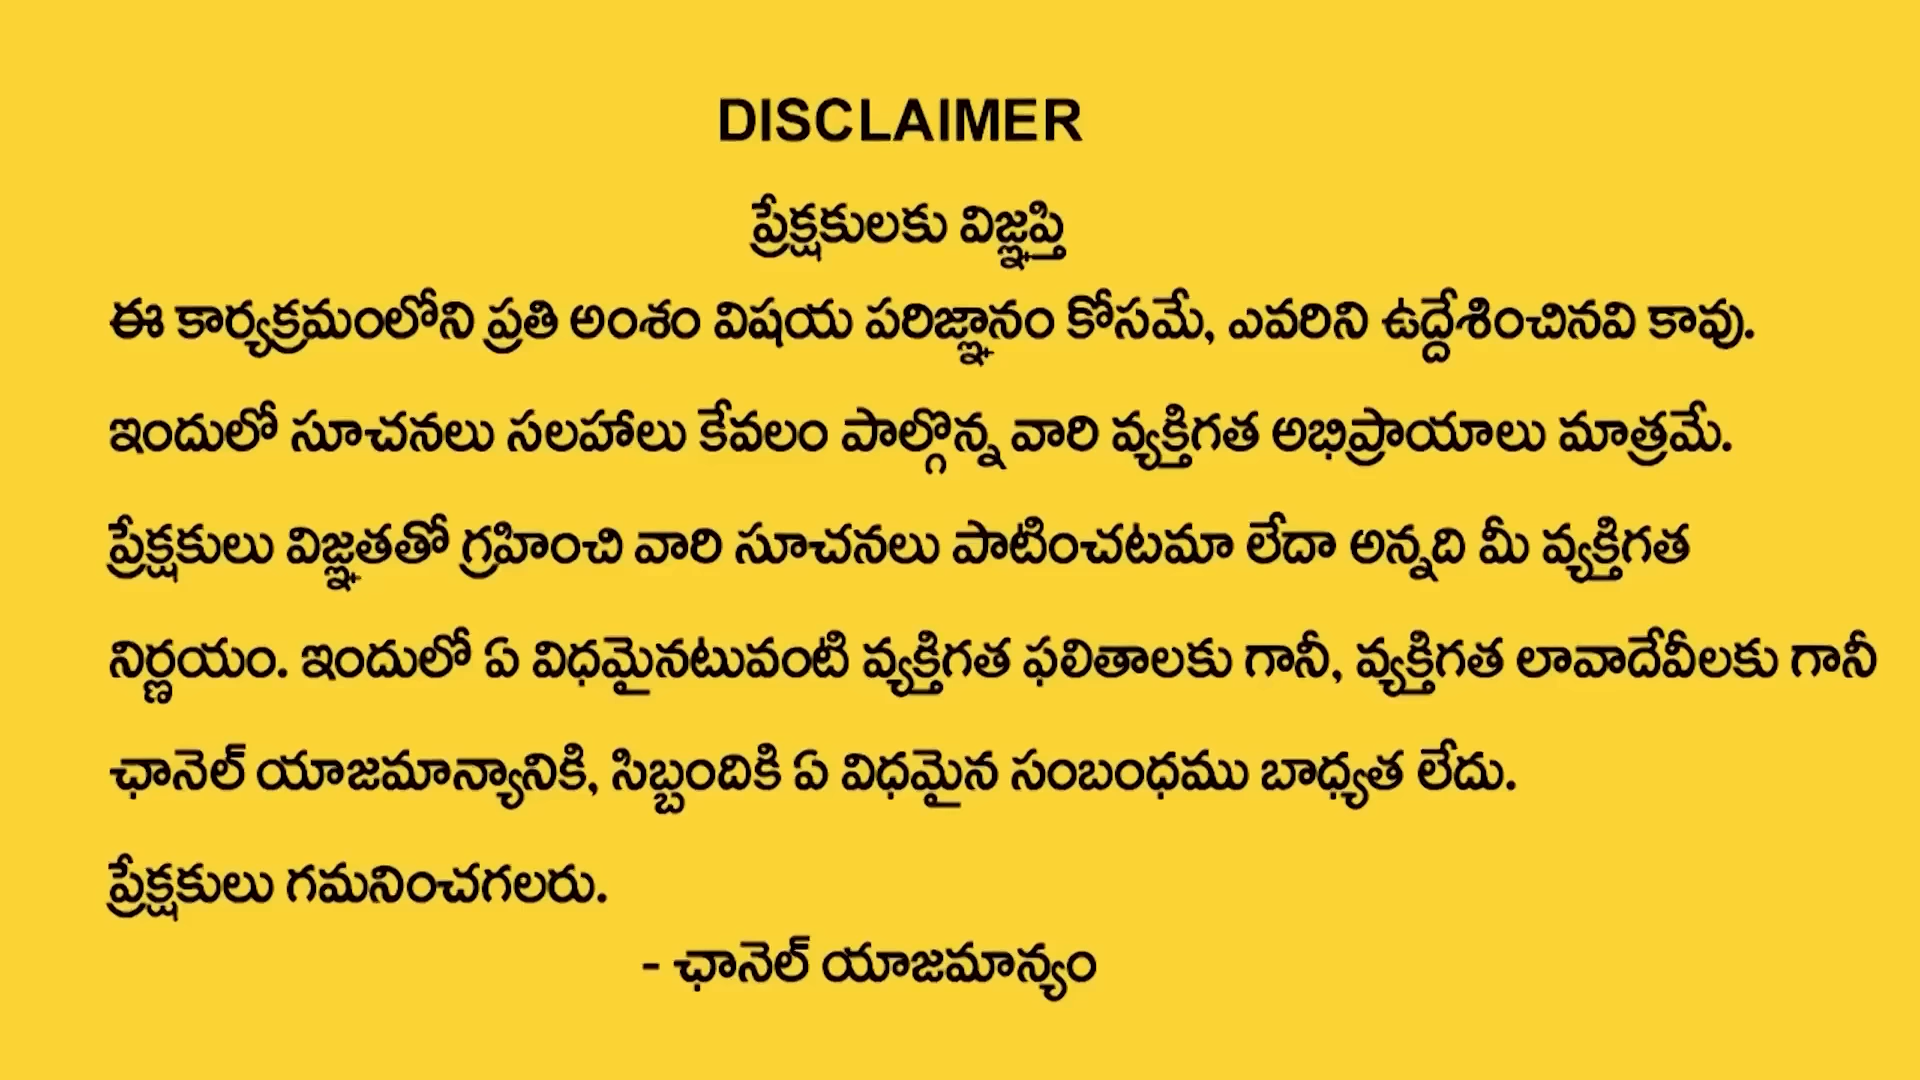 DISCLAIMER
ప్రేక్షకులకు విజ్ఞప్తి
ఈ కార్యక్రమంలోని ప్రతి అంశం విషయ పరిజ్ఞానం కోసమే, ఎవరిని ఉద్దేశించినవి కావు.
ఇందులో సూచనలు సలహాలు కేవలం పాల్గొన్న వారి వ్యక్తిగత అభిప్రాయాలు మాత్రమే.
ప్రేక్షకులు విజ్ఞతతో గ్రహించి వారి సూచనలు పాటించటమా లేదా అన్నది మీ వ్యక్తిగత
నిర్ణయం. ఇందులో ఏ విధమైనటువంటి వ్యక్తిగత ఫలితాలకు గానీ, వ్యక్తిగత లావాదేవీలకు గానీ
ఛానెల్ యాజమాన్యానికి, సిబ్బందికి ఏ విధమైన సంబంధము బాధ్యత లేదు.
ప్రేక్షకులు గమనించగలరు.
- ఛానెల్ యాజమాన్యం